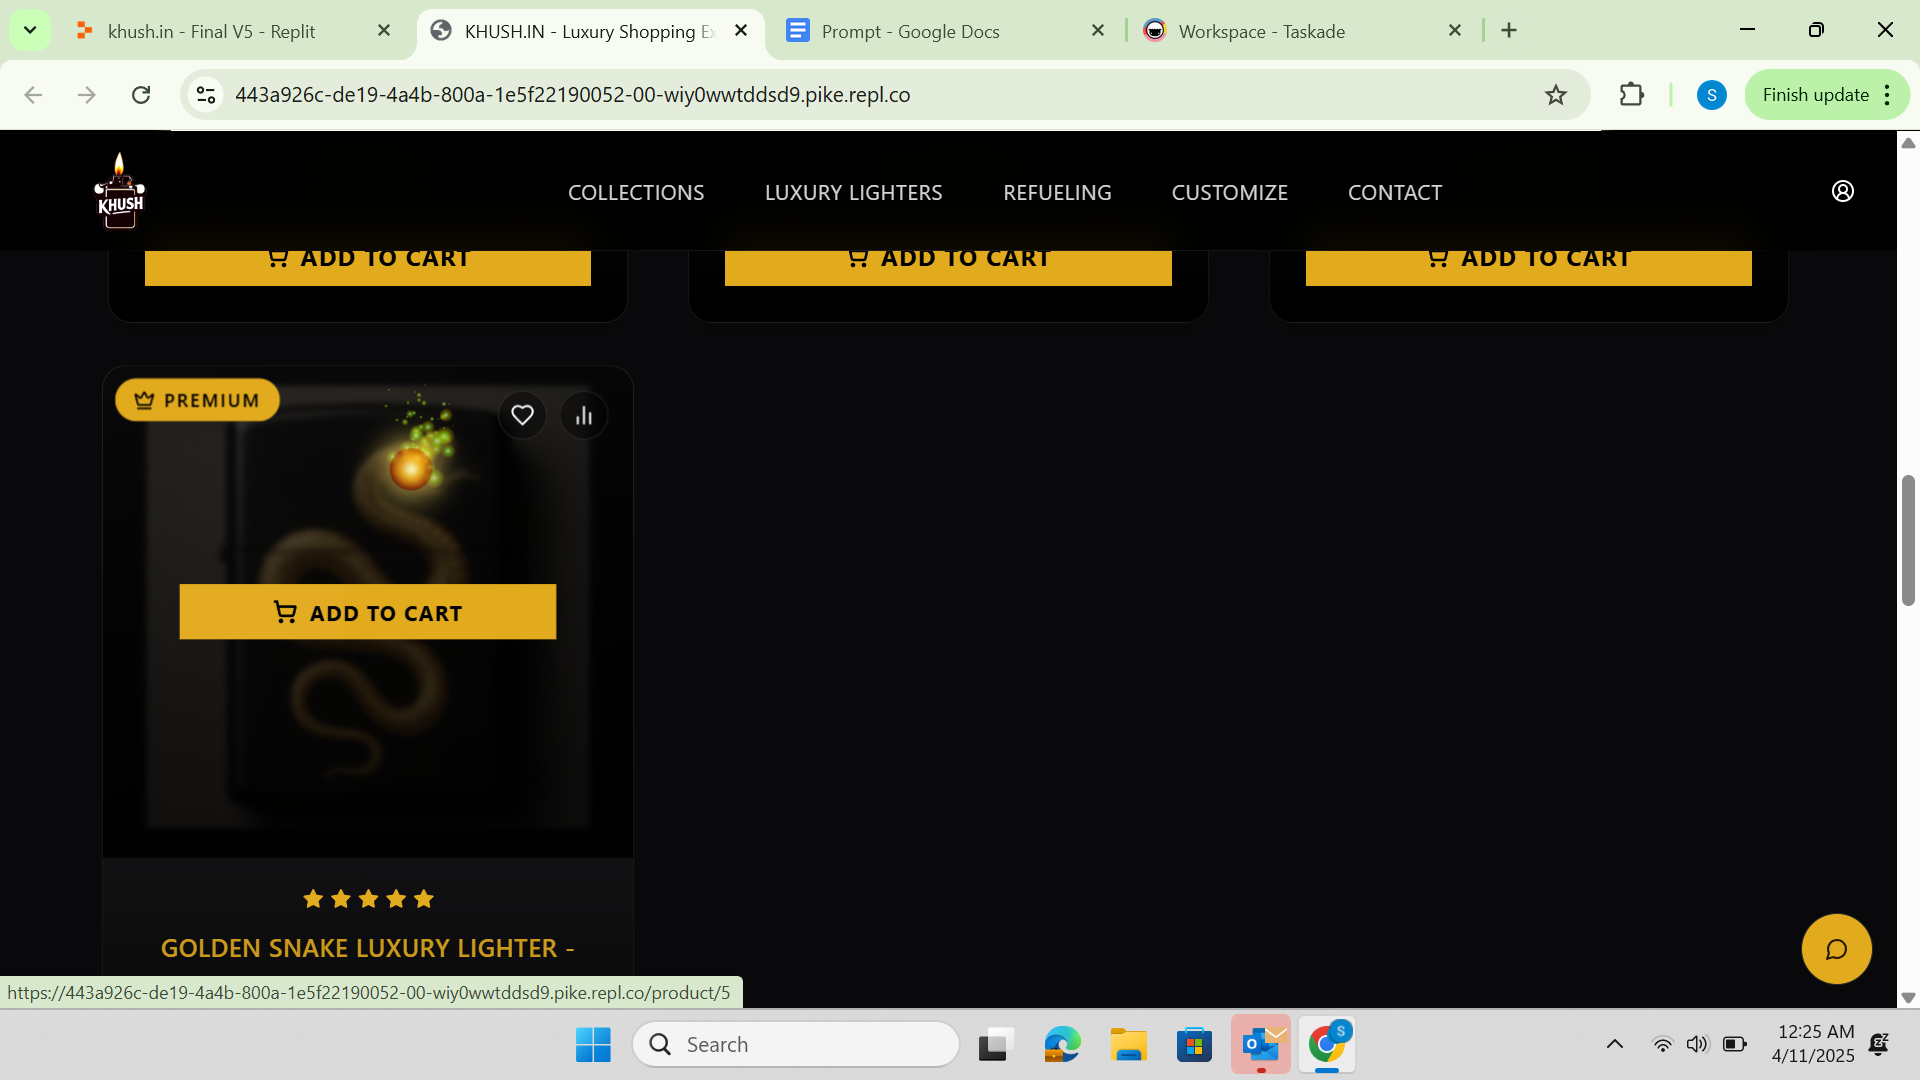 khush.in - Final V5 - Replit
KHUSH.IN - Luxury Shopping Ex
Prompt - Google Docs
Workspace - Taskade
443a926c-de19-4a4b-800a-1e5f22190052-00-wiy0wwtddsd9.pike.repl.co
S
Finish update
KHUSH
COLLECTIONS
LUXURY LIGHTERS
REFUELING
CUSTOMIZE
CONTACT
ADD TO CART
ADD TO CART
ADD TO CART
PREMIUM
ADD TO CART
GOLDEN SNAKE LUXURY LIGHTER -
https://443a926c-de19-4a4b-800a-1e5f22190052-00-wiy0wwtddsd9.pike.repl.co/product/5
Search
S
12:25 AM
4/11/2025